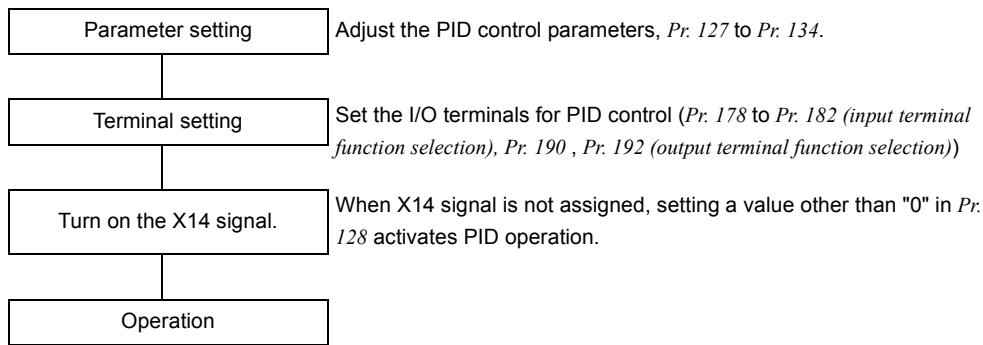 Parameter setting
Adjust the PID control parameters, Pr. 127 to Pr. 134.
Terminal setting
Set the I/O terminals for PID control (Pr. 178 to Pr. 182 (input terminal
function selection), Pr. 190 , Pr. 192 (output terminal function selection))
Turn on the X14 signal.
When X14 signal is not assigned, setting a value other than "0" in Pr.
128 activates PID operation.
Operation